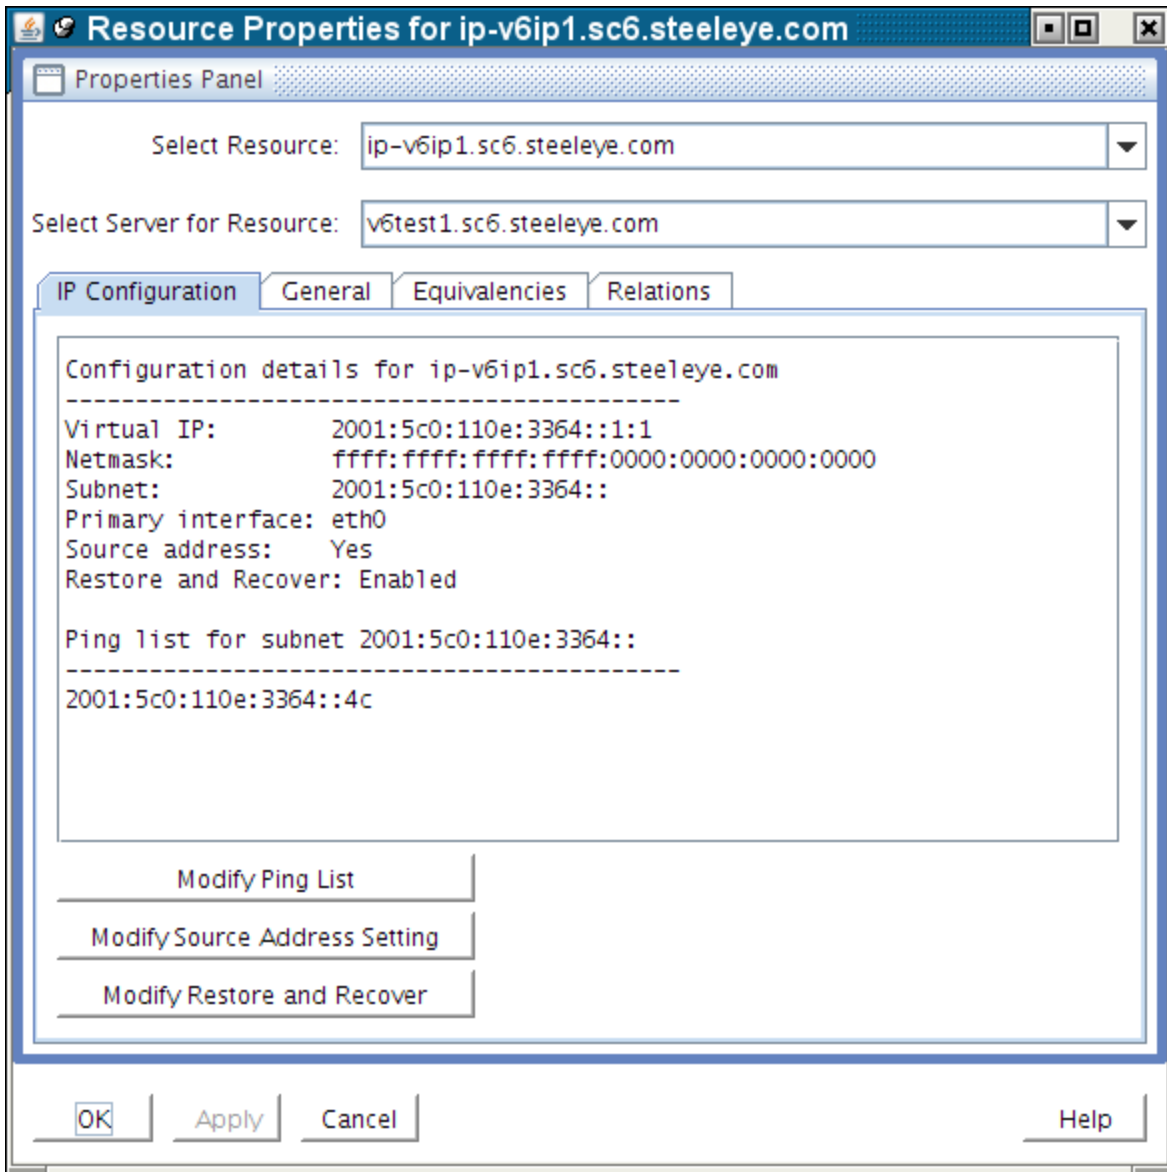 Resource Properties for ip-v6ip1.sc6.steeleye.com
Properties Panel
Select Resource: ip-v6ip1.sc6.steeleye.com
Select Server for Resource: v6test1.sc6.steeleye.com
IP Configuration General Equivalencies Relations
Configuration details for ip-v6ip1.sc6.steeleye.com
--------------------------------------------
Virtual IP: 2001:5c0:110e:3364::1:1
Netmask: ffff:ffff:ffff:ffff:0000:0000:0000:0000
Subnet: 2001:5c0:110e:3364::
Primary interface: eth0
Source address: Yes
Restore and Recover: Enabled
Ping list for subnet 2001:5c0:110e:3364::
--------------------------------------------
2001:5c0:110e:3364::4c
Modify Ping List
Modify Source Address Setting
Modify Restore and Recover
OK Apply Cancel Help